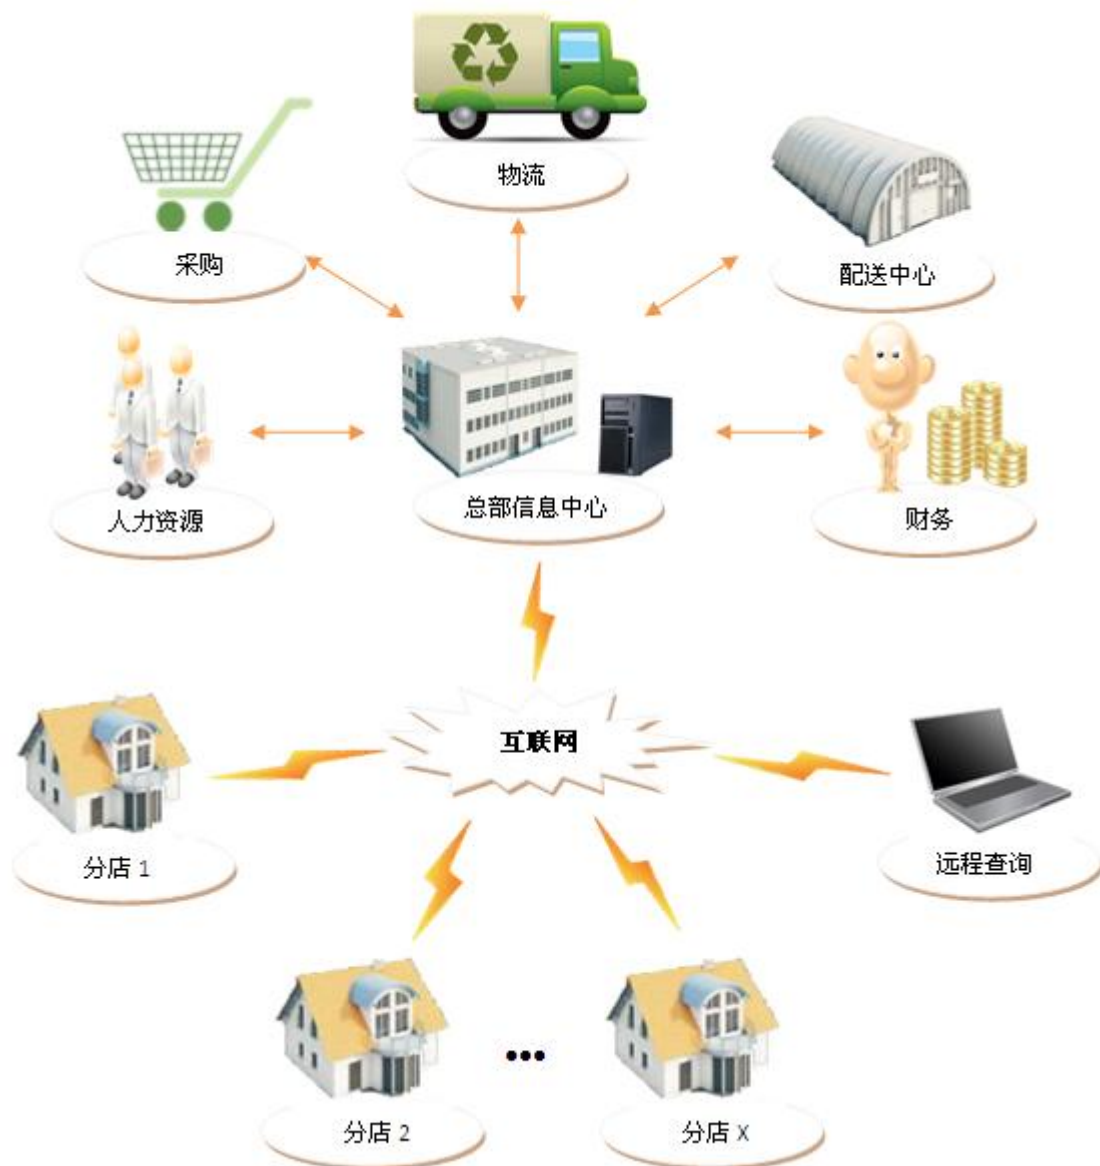 物流
采购
配送中心
人力资源
总部信息中心
财务
互联网
分店 1
远程查询
•••
分店 2
分店 X